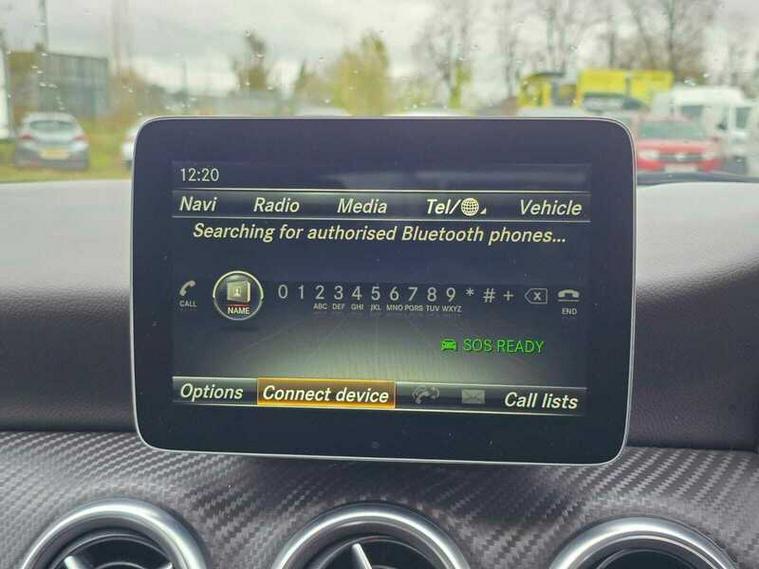 12:20
Navi Radio Media Tel/ Vehicle
Searching for authorised Bluetooth phones...
CALL NAME 0 1 2 3 4 5 6 7 8 9 * # + END
ABC DEF GHI JKL MNO PQRS TUV WXYZ
SOS READY
Options Connect device Call lists